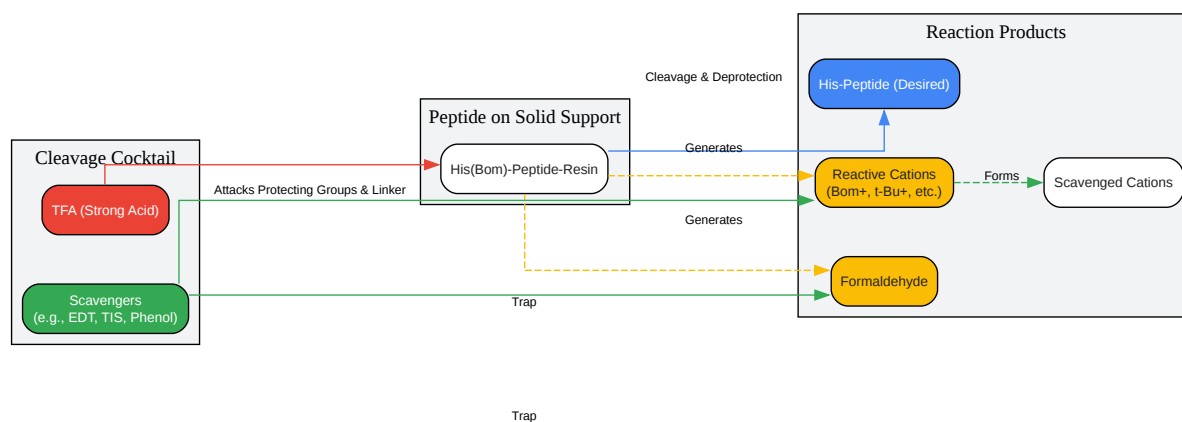 Reaction Products
Cleavage & Deprotection
His-Peptide (Desired)
Peptide on Solid Support
Cleavage Cocktail
Generates
His(Bom)-Peptide-Resin
Reactive Cations
(Bom+, t-Bu+, etc.)
Forms
Scavenged Cations
Attacks Protecting Groups & Linker
TFA (Strong Acid)
Generates
Formaldehyde
Scavengers
(e.g., EDT, TIS, Phenol)
Trap
Trap